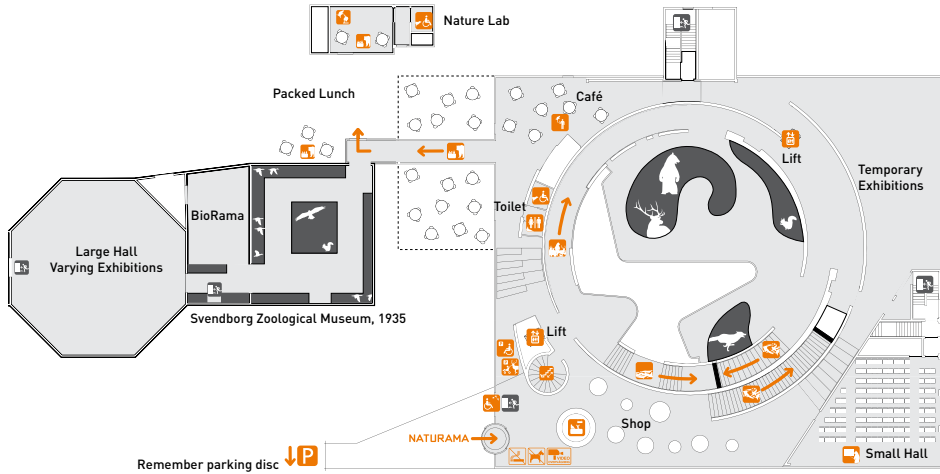 Nature Lab
Packed Lunch
Café
Lift
Temporary
Exhibitions
BioRama
Toilet
Large Hall
Varying Exhibitions
Svendborg Zoological Museum, 1935
Lift
Shop
NATURAMA
Small Hall
Remember parking disc
P